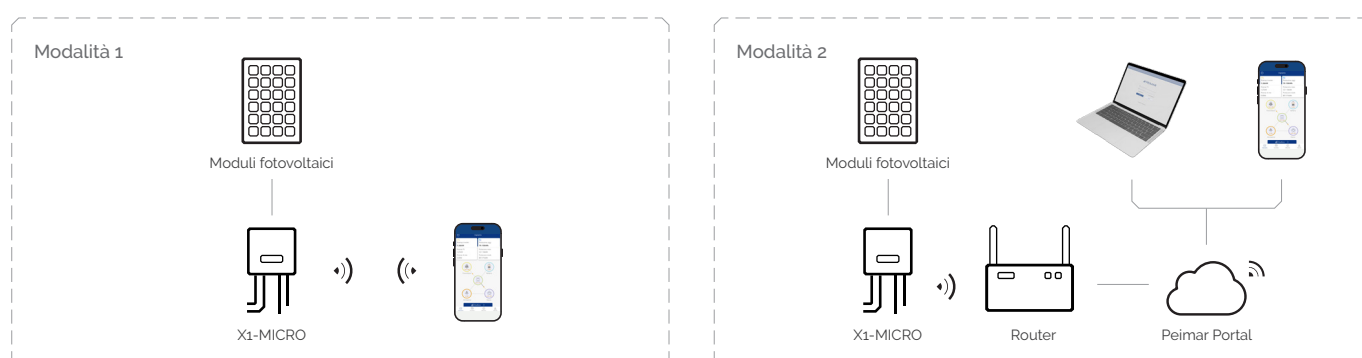 Modalità 1
Moduli fotovoltaici
X1-MICRO
Modalità 2
Moduli fotovoltaici
X1-MICRO
Router
Peimar Portal